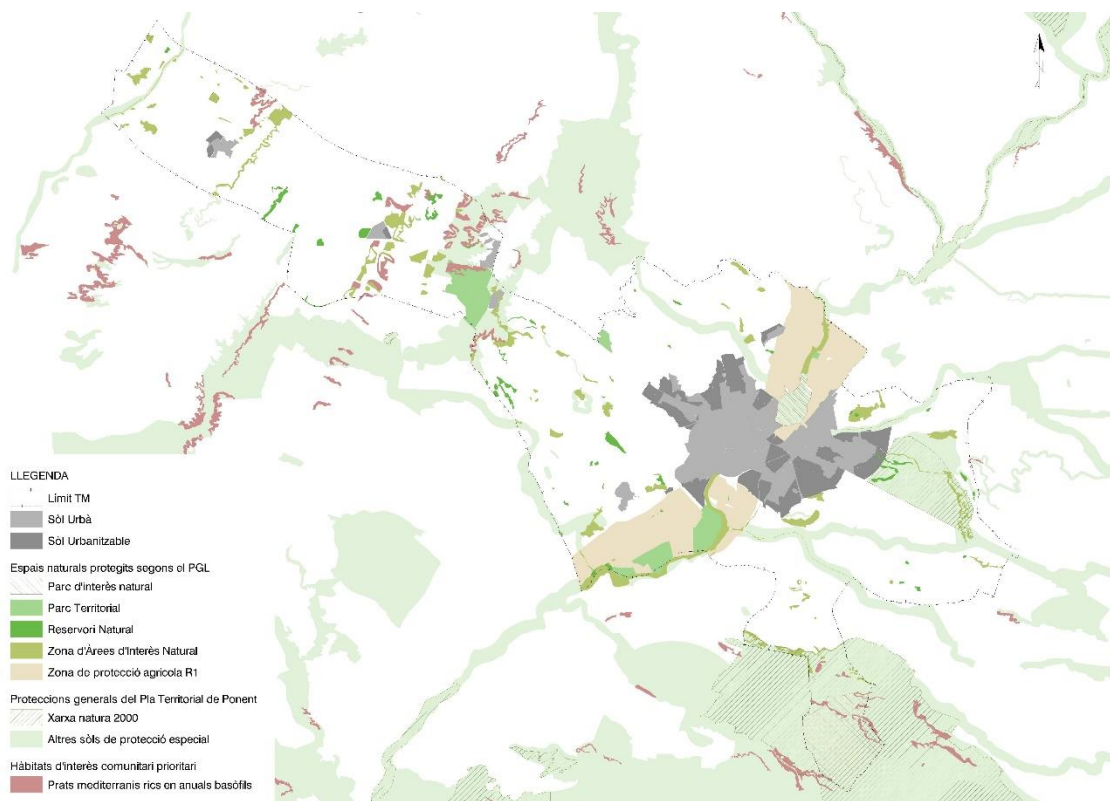 LLEGENDA
Límit TM
Sòl Urbà
Sòl Urbanitzable
Espais naturals protegits segons el PGL
Parc d'interès natural
Parc Territorial
Reservori Natural
Zona d'Àrees d'Interès Natural
Zona de protecció agrícola R1
Proteccions generals del Pla Territorial de Ponent
Xarxa natura 2000
Altres sòls de protecció especial
Hàbitats d'interès comunitari prioritari
Prats mediterranis rics en anuals basòfils